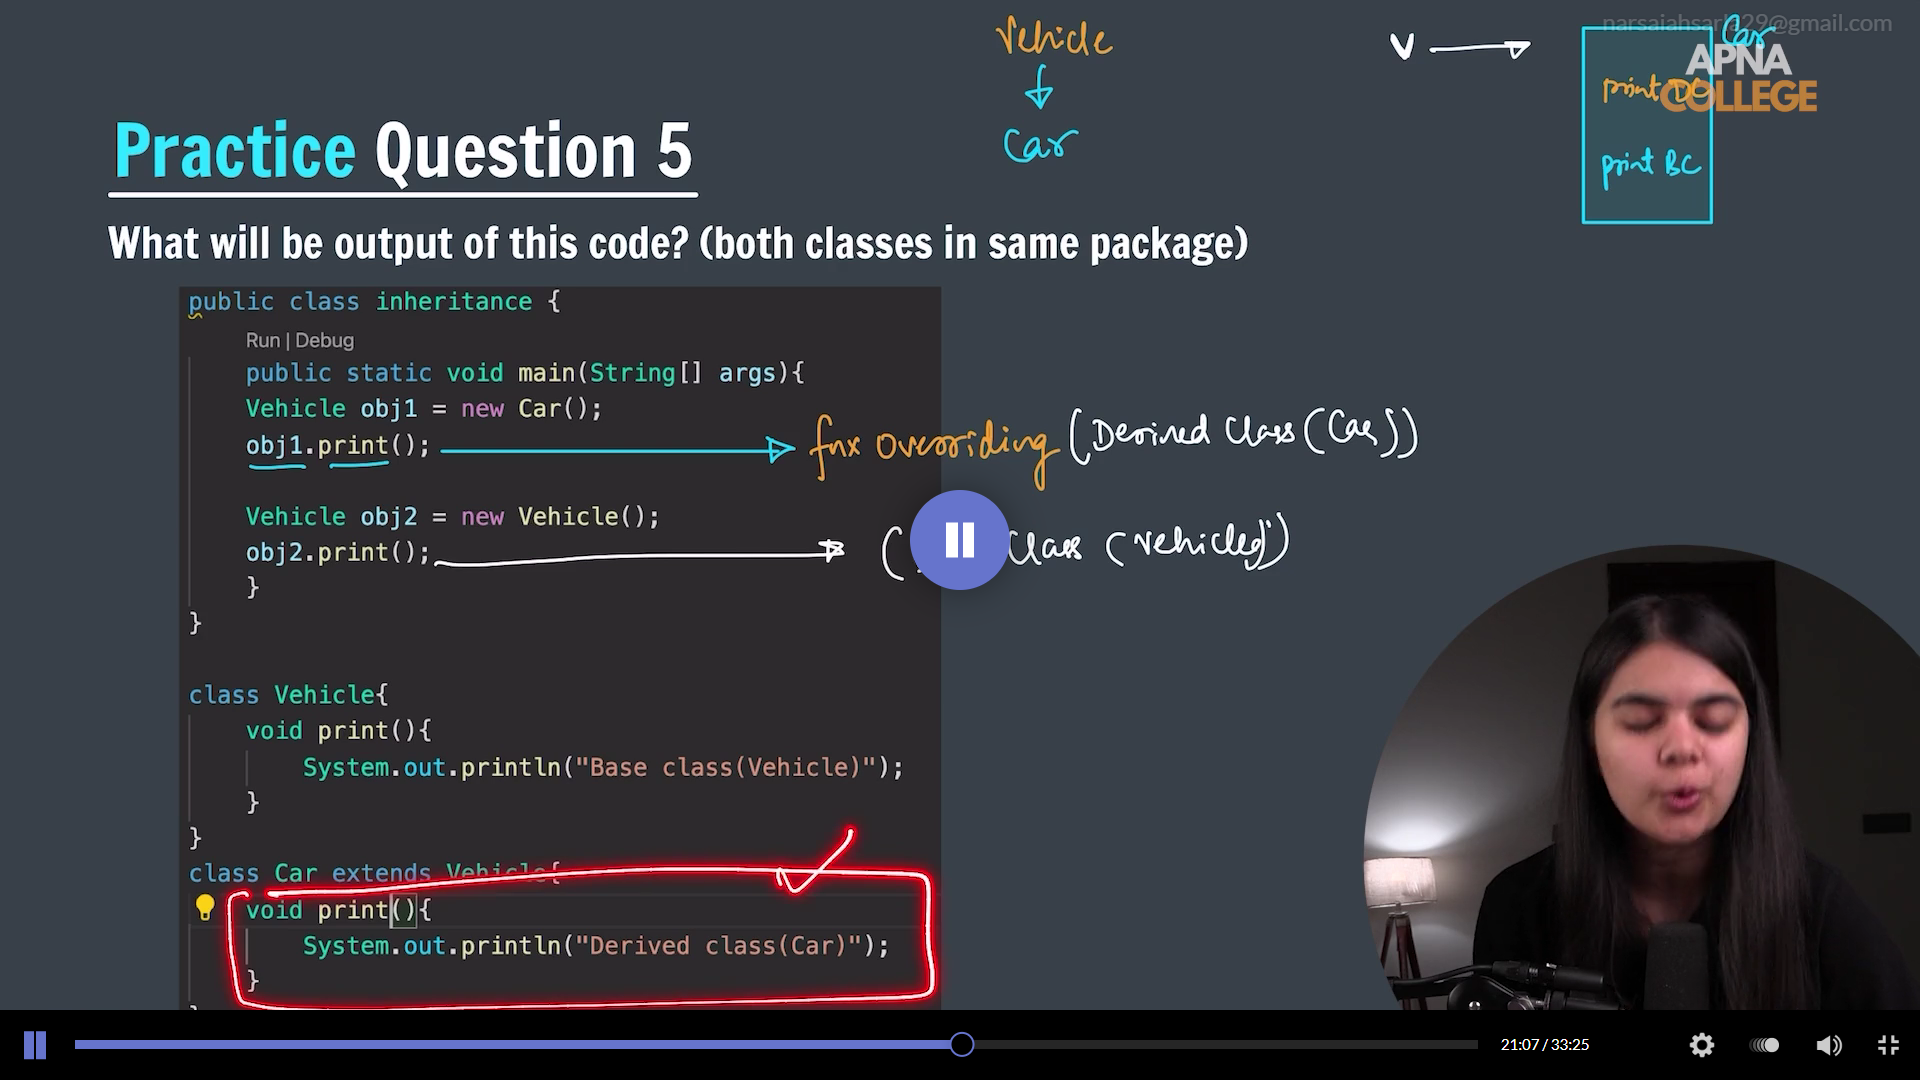 narsaiahsarla29@gmail.com
Vehicle
V
Car
APNA
COLLEGE
print DC
Car
print BC
Practice Question 5
What will be output of this code? (both classes in same package)
public class inheritance {
Run | Debug
public static void main(String[] args){
Vehicle obj1 = new Car();
obj1.print();
fnx overriding (Derived Class (Car))
Vehicle obj2 = new Vehicle();
obj2.print();
( Class (Vehicle))
}
}
class Vehicle{
void print(){
System.out.println("Base class(Vehicle)");
}
}
class Car extends Vehicle{
void print(){
System.out.println("Derived class(Car)");
}
21:07 / 33:25